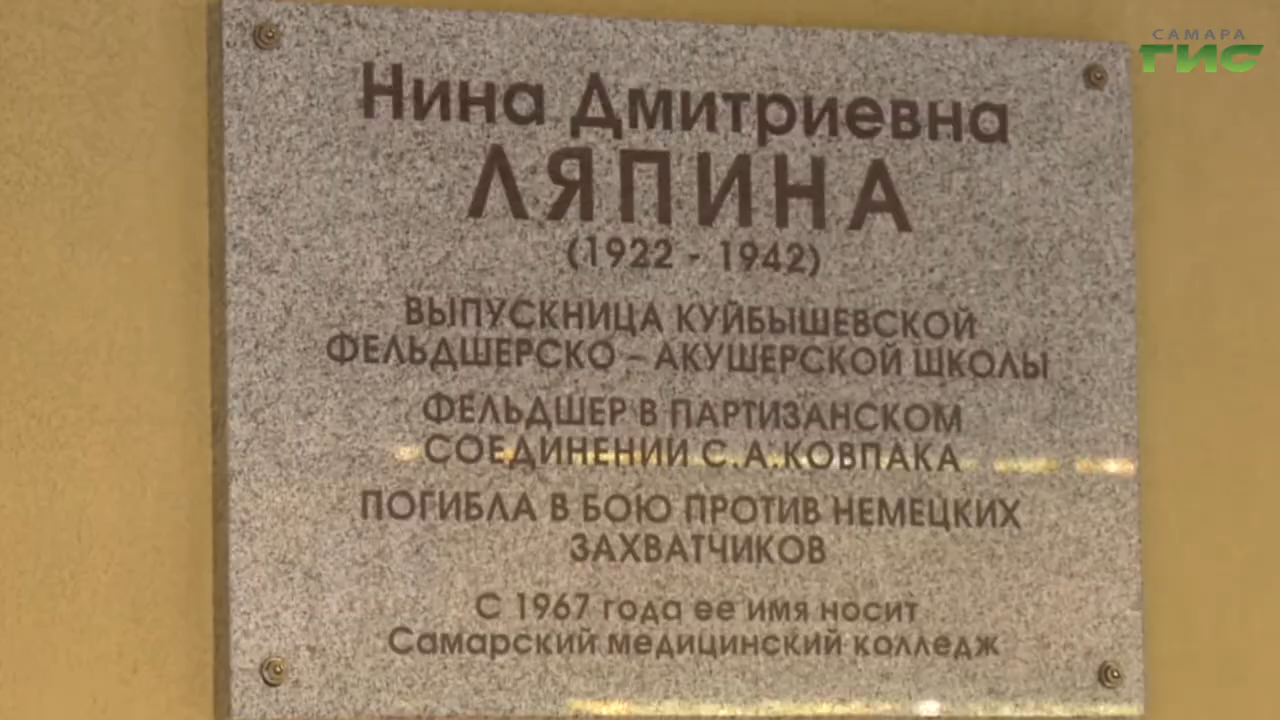 САМАРА
ГИС
Нина Дмитриевна
ЛЯПИНА
(1922 - 1942)
ВЫПУСКНИЦА КУЙБЫШЕВСКОЙ
ФЕЛЬДШЕРСКО – АКУШЕРСКОЙ ШКОЛЫ
ФЕЛЬДШЕР В ПАРТИЗАНСКОМ
СОЕДИНЕНИИ С.А.КОВПАКА
ПОГИБЛА В БОЮ ПРОТИВ НЕМЕЦКИХ
ЗАХВАТЧИКОВ
С 1967 года ее имя носит
Самарский медицинский колледж